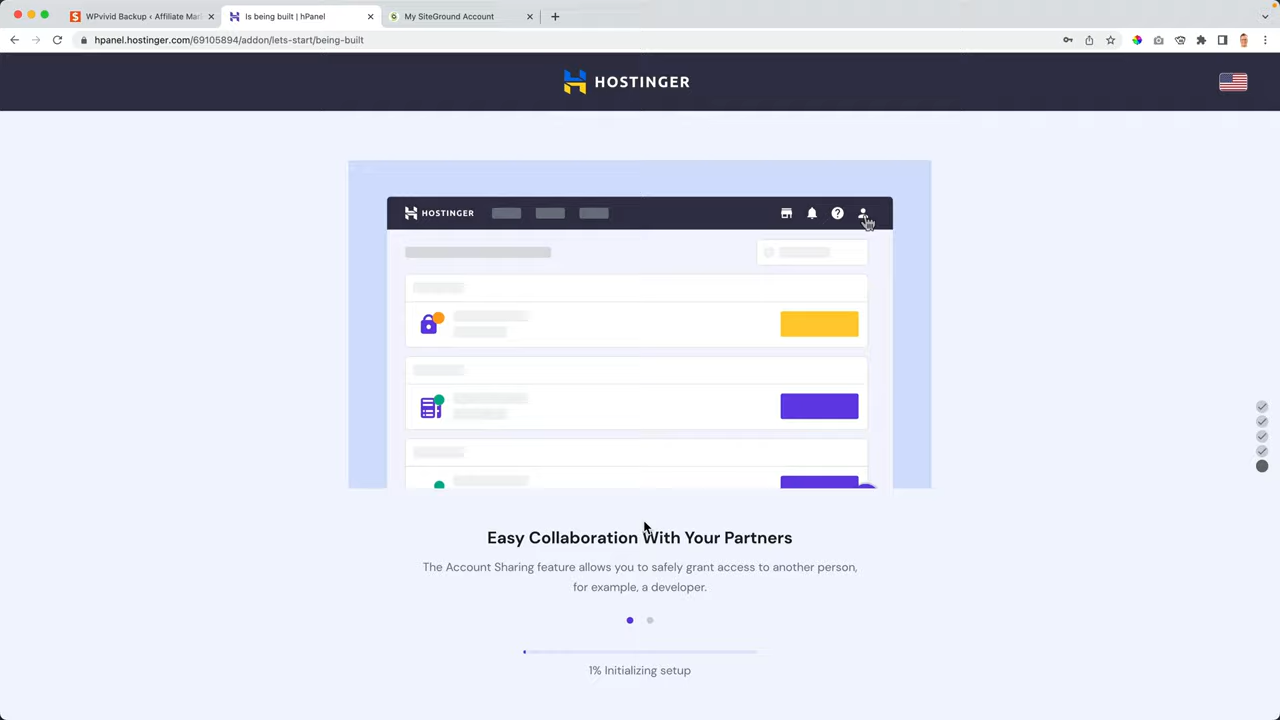 WPvivid Backup ‹ Affiliate Mar
Is being built | hPanel
My SiteGround Account
hpanel.hostinger.com/69105894/addon/lets-start/being-built
HOSTINGER
HOSTINGER
Easy Collaboration With Your Partners
The Account Sharing feature allows you to safely grant access to another person,
for example, a developer.
1% Initializing setup